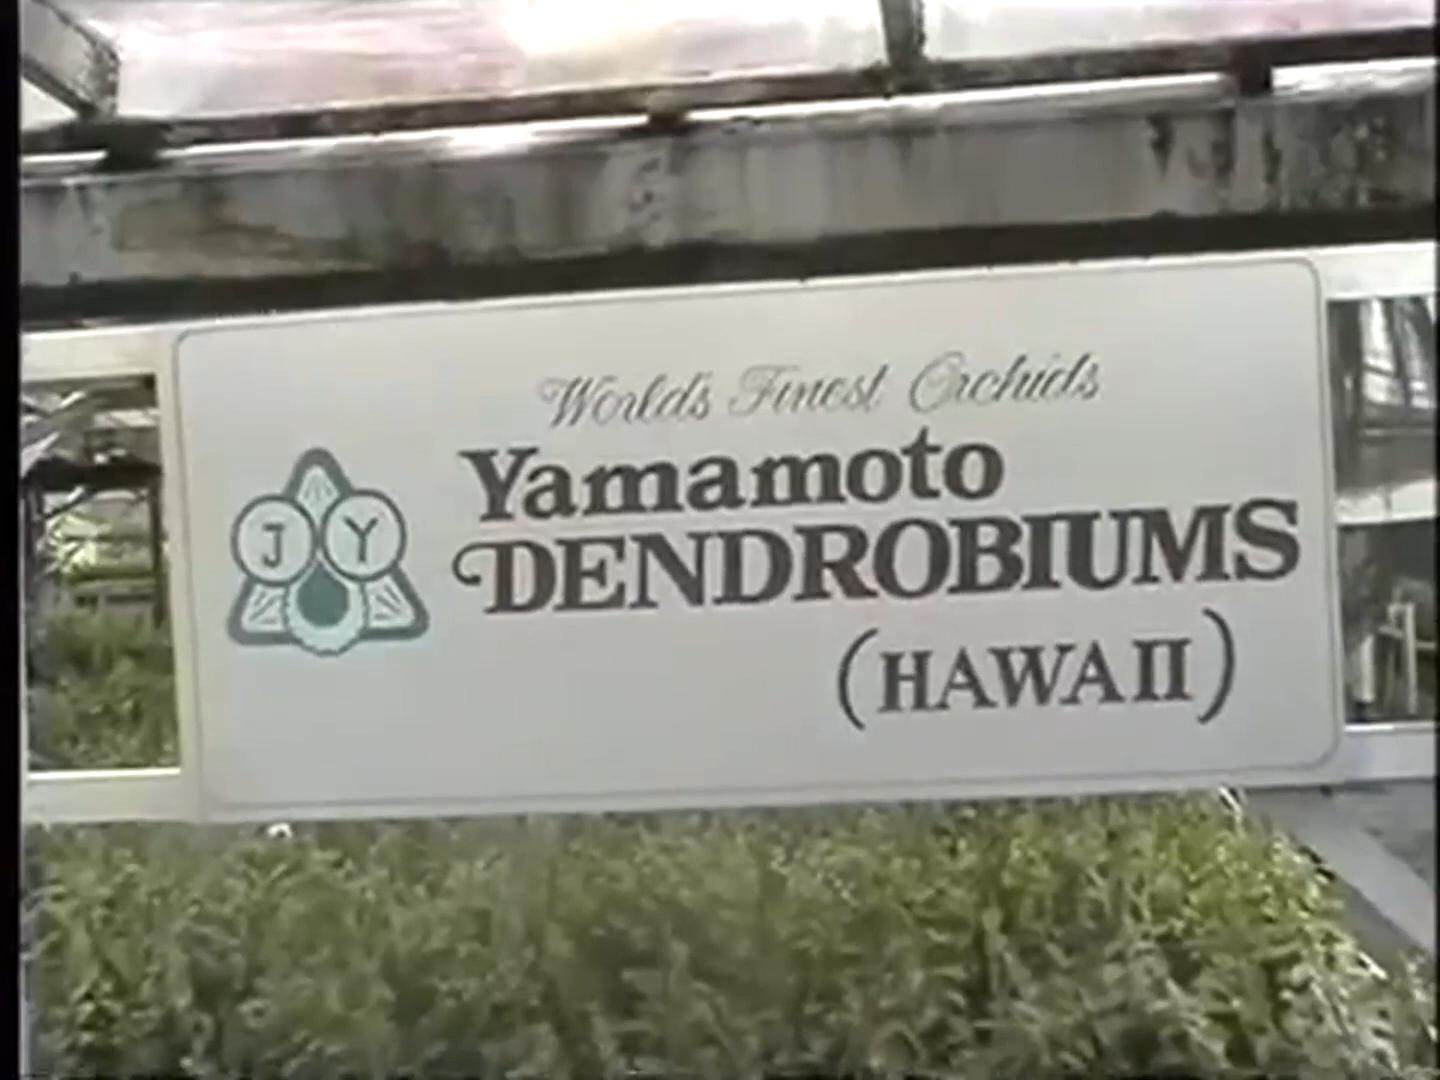 World's Finest Orchids
Yamamoto
J Y
DENDROBIUMS
(HAWAII)